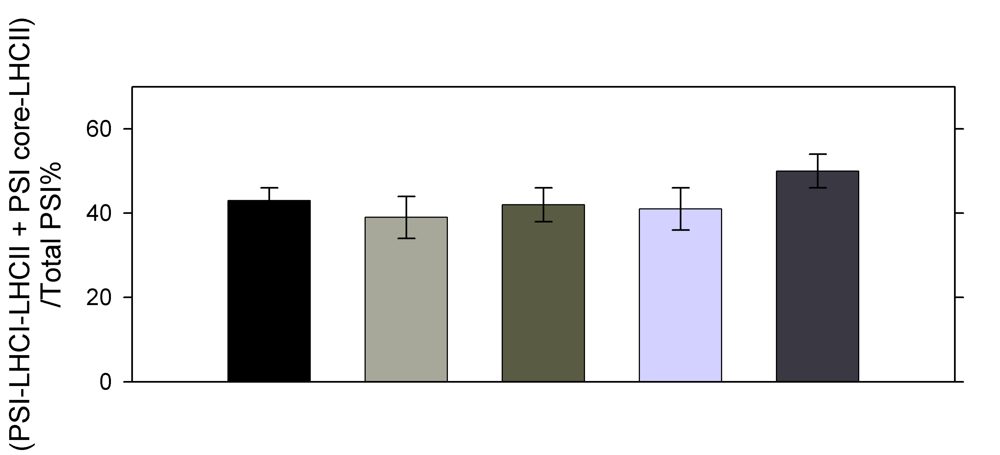 (PSI-LHCI-LHCII + PSI core-LHCII)
/Total PSI%
60
40
20
0